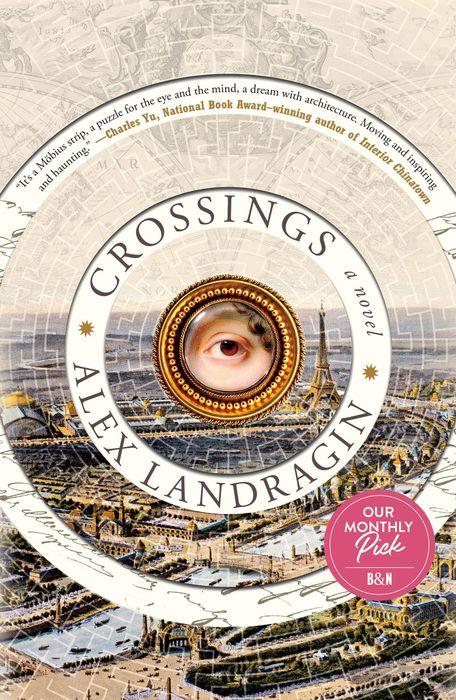 "It's a Möbius strip, a puzzle for the eye and the mind, a dream with architecture. Moving and inspiring
and haunting." —Charles Yu, National Book Award–winning author of Interior Chinatown
CROSSINGS
a novel
ALEX LANDRAGIN
OUR
MONTHLY
Pick
B&N